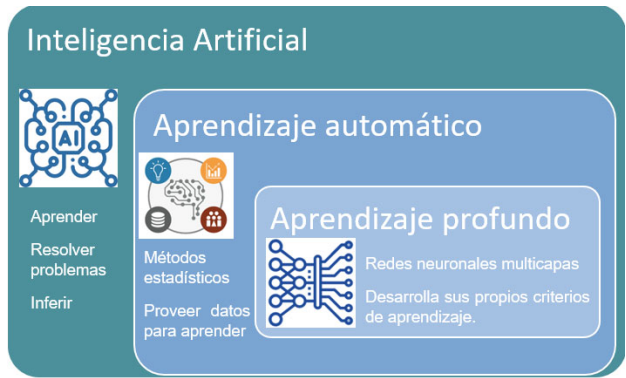 Inteligencia Artificial
AI
Aprender
Resolver
problemas
Inferir
Aprendizaje automático
Métodos
estadísticos
Proveer datos
para aprender
Aprendizaje profundo
Redes neuronales multicapas
Desarrolla sus propios criterios
de aprendizaje.